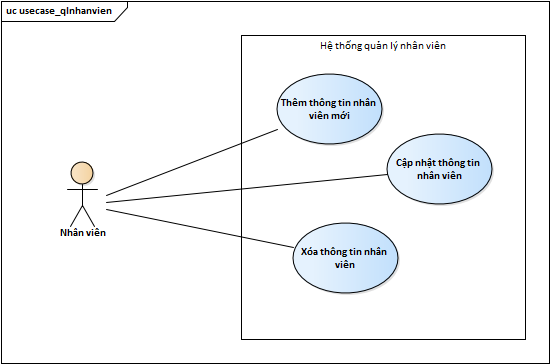 uc usecase_qlnhanvien
Hệ thống quản lý nhân viên
Thêm thông tin nhân
viên mới
Cập nhật thông tin
nhân viên
Nhân viên
Xóa thông tin nhân
viên